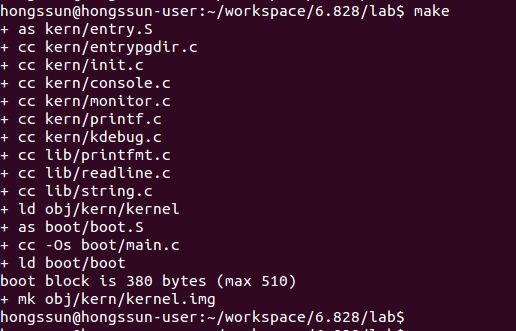 hongssun@hongssun-user:~/workspace/6.828/lab$ make
+ as kern/entry.S
+ cc kern/entrypgdir.c
+ cc kern/init.c
+ cc kern/console.c
+ cc kern/monitor.c
+ cc kern/printf.c
+ cc kern/kdebug.c
+ cc lib/printfmt.c
+ cc lib/readline.c
+ cc lib/string.c
+ ld obj/kern/kernel
+ as boot/boot.S
+ cc -Os boot/main.c
+ ld boot/boot
boot block is 380 bytes (max 510)
+ mk obj/kern/kernel.img
hongssun@hongssun-user:~/workspace/6.828/lab$